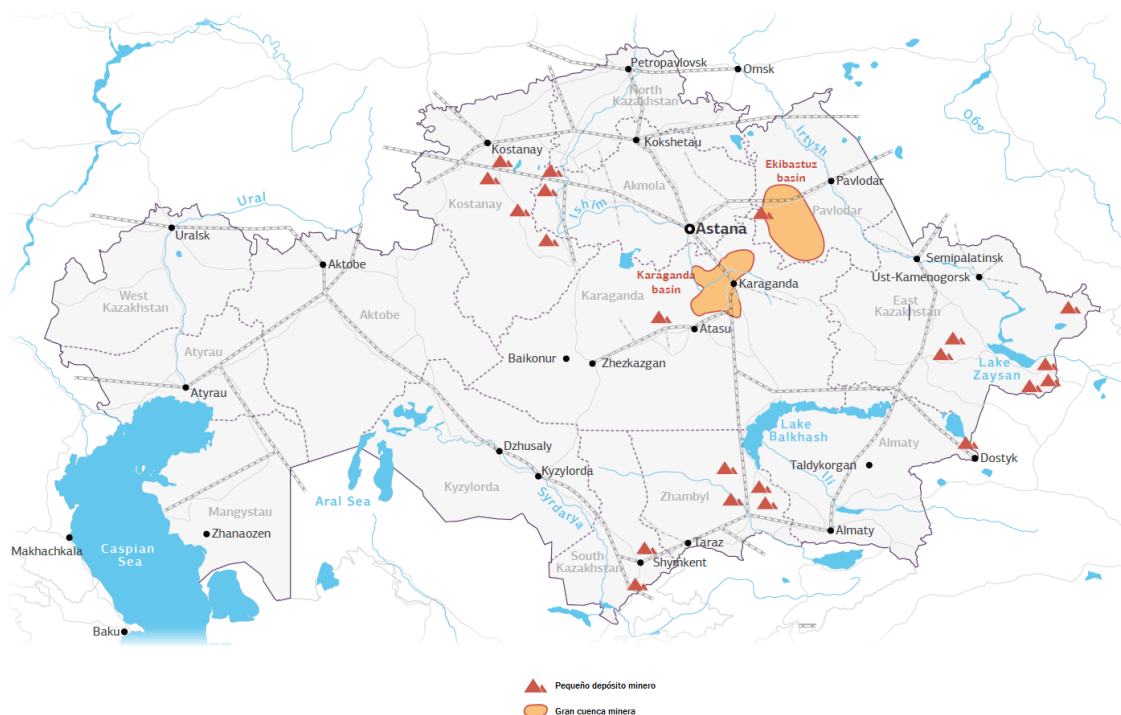 Petropavlovsk
Omsk
North
Kazakhstan
Обь
Irtysh
Kostanay
Kokshetau
Ekibastuz
basin
Pavlodar
Akmola
Kostanay
Ishim
Pavlodar
Ural
Astana
Uralsk
Semipalatinsk
Aktobe
Ust-Kamenogorsk
Karaganda
basin
Karaganda
Karaganda
West
Kazakhstan
East
Kazakhstan
Aktobe
Atasu
Atyrau
Baikonur
Zhezkazgan
Lake
Zaysan
Atyrau
Lake
Balkhash
Almaty
Dzhusaly
Dostyk
Taldykorgan
Kyzylorda
Ili
Kyzylorda
Aral Sea
Syrdarya
Zhambyl
Mangystau
Zhanaozen
Almaty
Makhachkala
Taraz
Caspian
Sea
South
Kazakhstan
Shymkent
Baku
Pequeño depósito minero
Gran cuenca minera